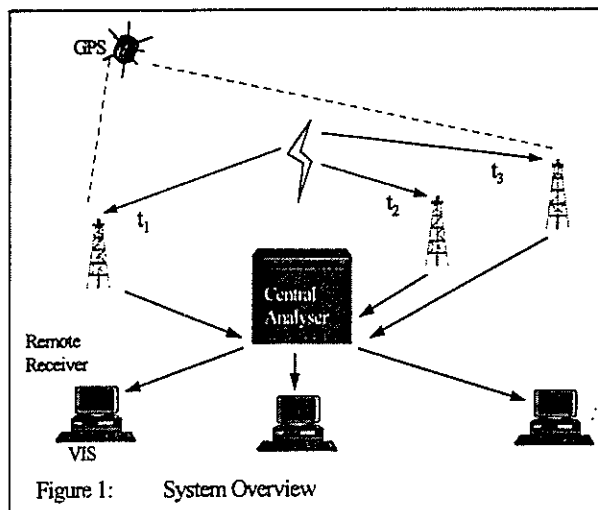 GPS
t3
t2
t1
Central
Analyser
Remote
Receiver
VIS
Figure 1: System Overview